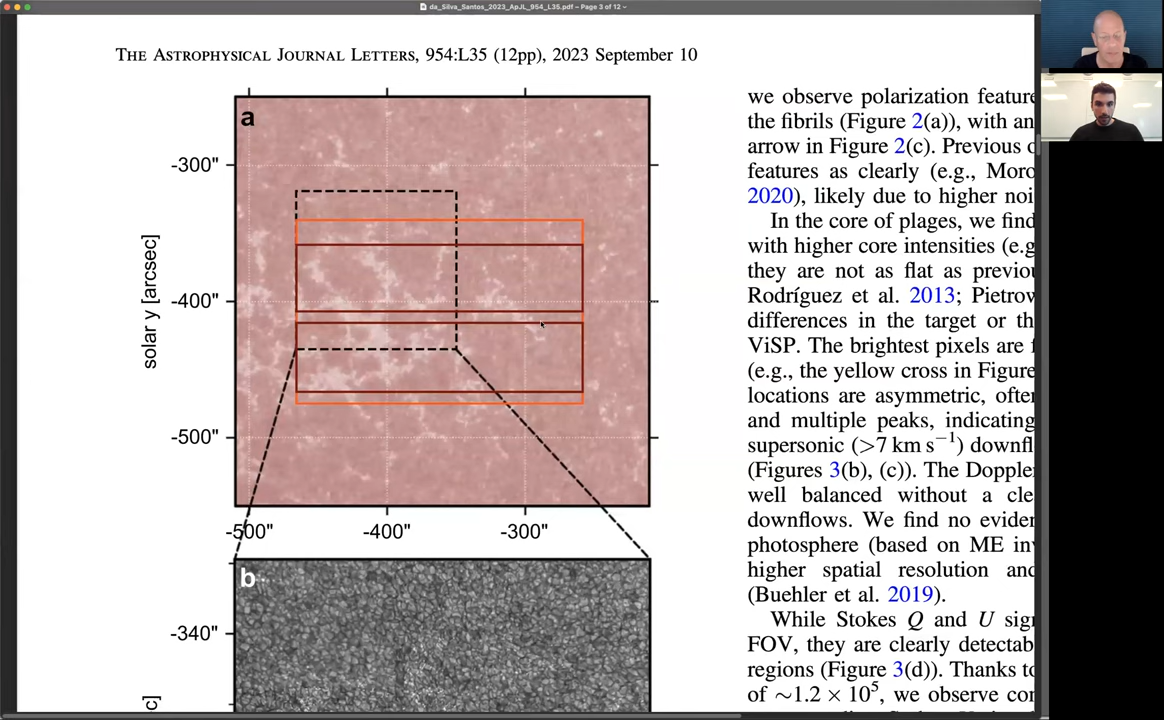 da_Silva_Santos_2023_ApJL_954_L35.pdf – Page 3 of 12
The Astrophysical Journal Letters, 954:L35 (12pp), 2023 September 10
a
-300"
-400"
-500"
solar y [arcsec]
-500"
-400"
-300"
b
-340"
c]
we observe polarization feature
the fibrils (Figure 2(a)), with an
arrow in Figure 2(c). Previous
features as clearly (e.g., Moro
2020), likely due to higher noi
In the core of plages, we find
with higher core intensities (e.g
they are not as flat as previou
Rodríguez et al. 2013; Pietrow
differences in the target or th
ViSP. The brightest pixels are
(e.g., the yellow cross in Figure
locations are asymmetric, often
and multiple peaks, indicating
supersonic (>7 km s⁻¹) downfl
(Figures 3(b), (c)). The Doppler
well balanced without a cle
downflows. We find no eviden
photosphere (based on ME inv
higher spatial resolution and
(Buehler et al. 2019).
While Stokes Q and U sign
FOV, they are clearly detectab
regions (Figure 3(d)). Thanks to
of ~1.2 × 10⁵, we observe con